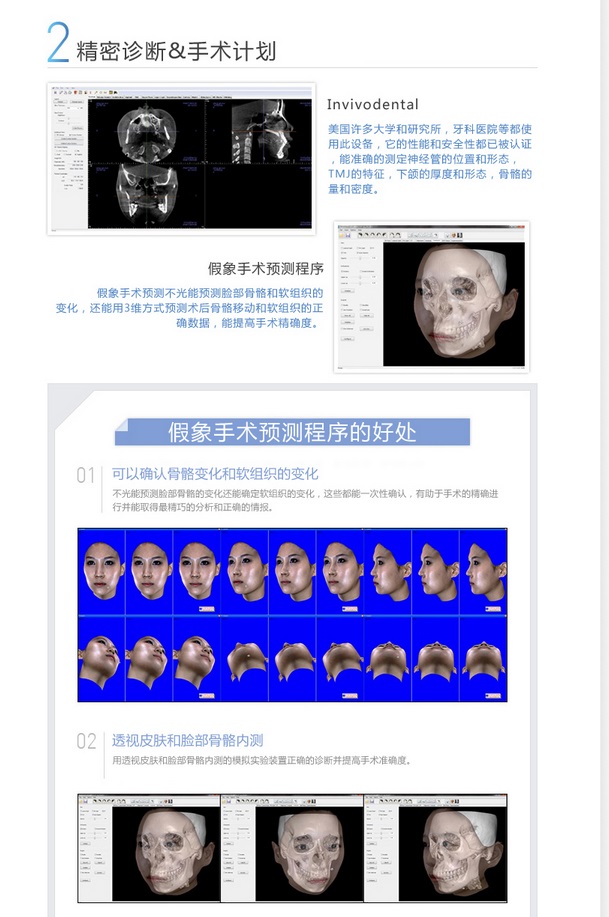 2 精密诊断&手术计划
Invivodental
美国许多大学和研究所，牙科医院等都使
用此设备，它的性能和安全性都已被认证
，能准确的测定神经管的位置和形态，
TMJ的特征，下颌的厚度和形态，骨骼的
量和密度。
假象手术预测程序
假象手术预测不光能预测脸部骨骼和软组织的
变化，还能用3维方式预测术后骨骼移动和软组织的正
确数据，能提高手术精确度。
假象手术预测程序的好处
01 可以确认骨骼变化和软组织的变化
不光能预测脸部骨骼的变化还能确定软组织的变化，这些都能一次性确认，有助于手术的精确进
行并能取得最精巧的分析和正确的情报。
02 透视皮肤和脸部骨骼内测
用透视皮肤和脸部骨骼内测的模拟实验装置正确的诊断并提高手术准确度。